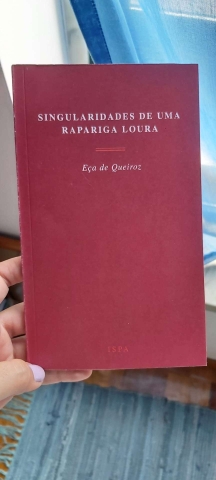 SINGULARIDADES DE UMA
RAPARIGA LOURA
Eça de Queiroz